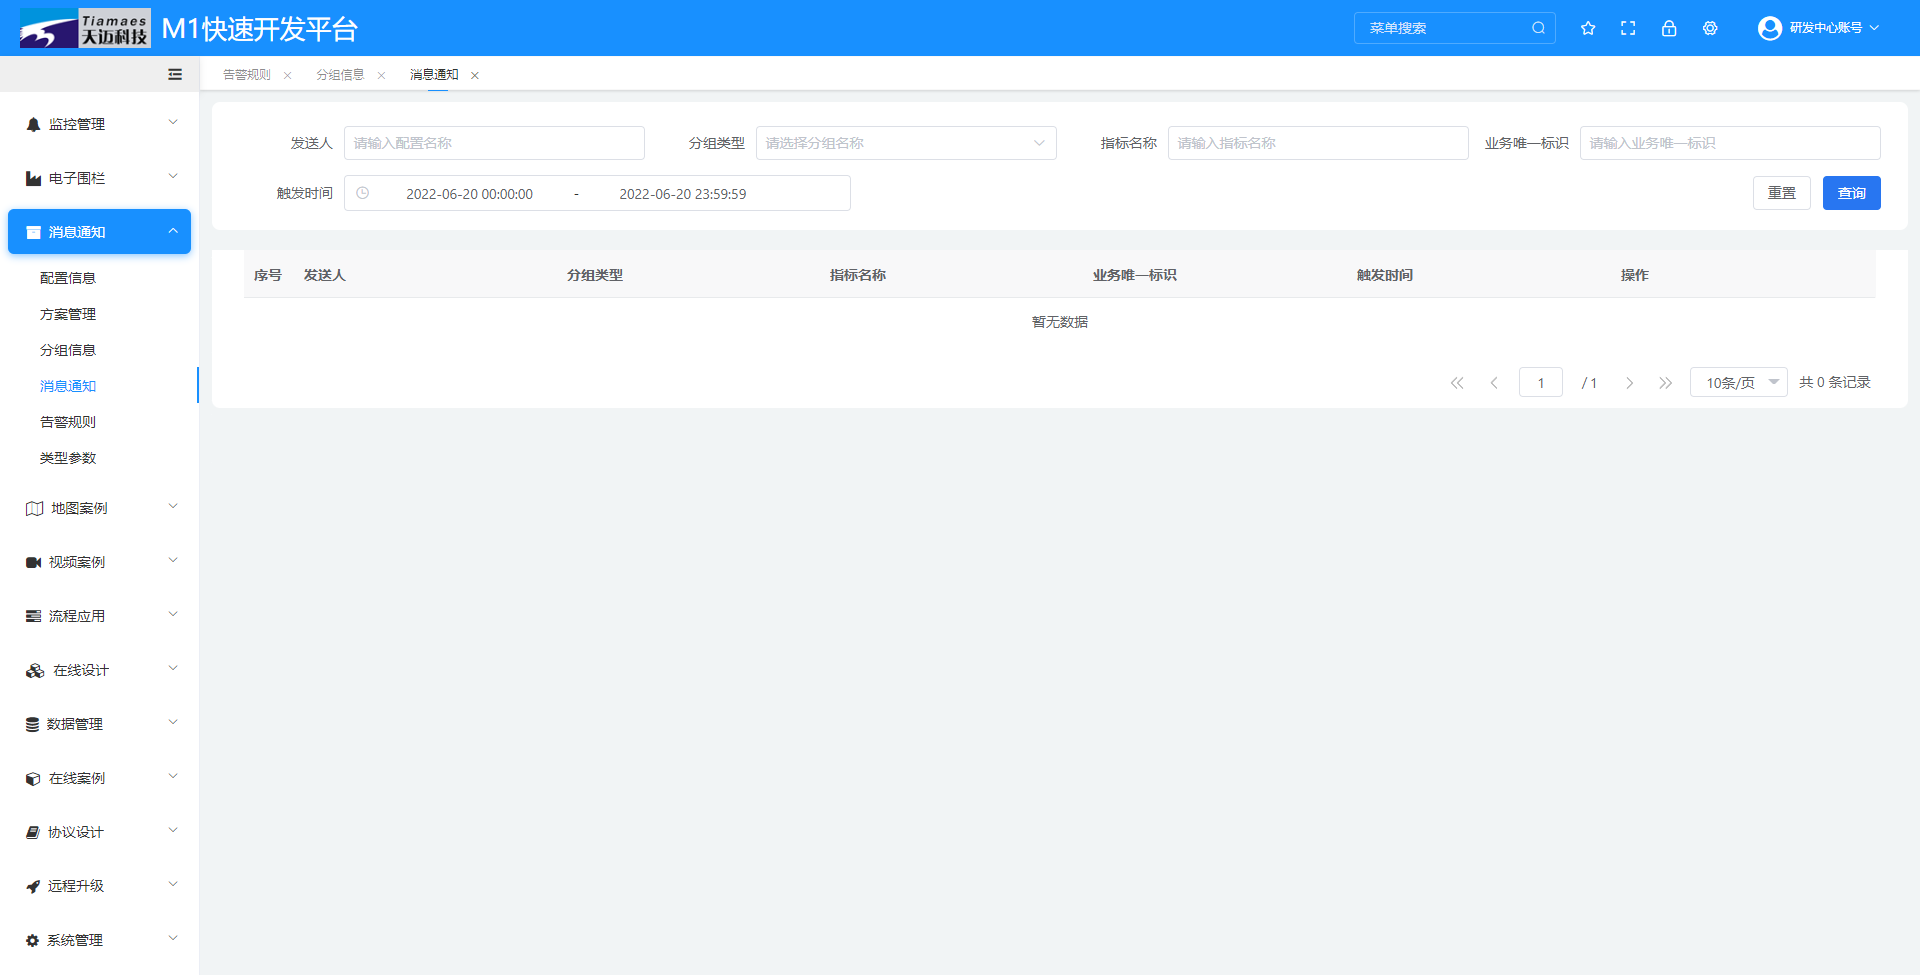 Tiamaes
天迈科技
M1快速开发平台
菜单搜索
研发中心账号
告警规则
分组信息
消息通知
监控管理
电子围栏
消息通知
配置信息
方案管理
分组信息
消息通知
告警规则
类型参数
地图案例
视频案例
流程应用
在线设计
数据管理
在线案例
协议设计
远程升级
系统管理
发送人 请输入配置名称 分组类型 请选择分组名称 指标名称 请输入指标名称 业务唯一标识 请输入业务唯一标识
触发时间 2022-06-20 00:00:00 - 2022-06-20 23:59:59 重置 查询
序号 发送人 分组类型 指标名称 业务唯一标识 触发时间 操作
暂无数据
1 / 1 10条/页 共 0 条记录